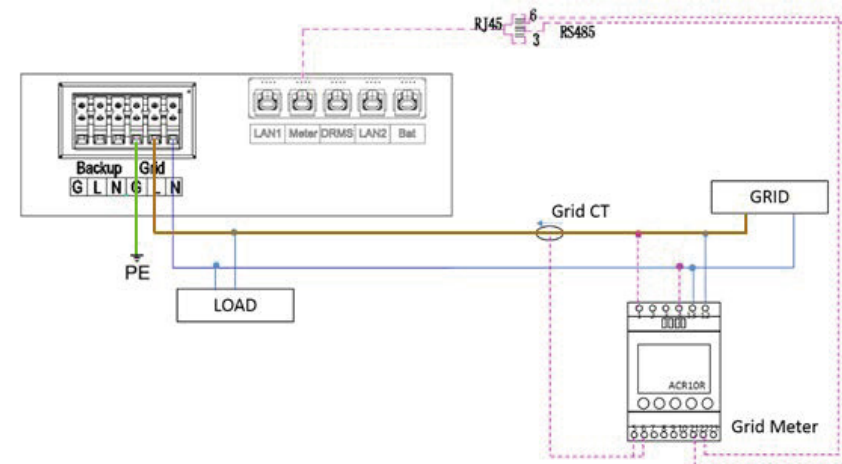 RJ45
6
3
RS485
LAN1 Meter DRMS LAN2 Bat
Backup Grid
G L N G L N
PE
LOAD
Grid CT
GRID
ACR10R
Grid Meter